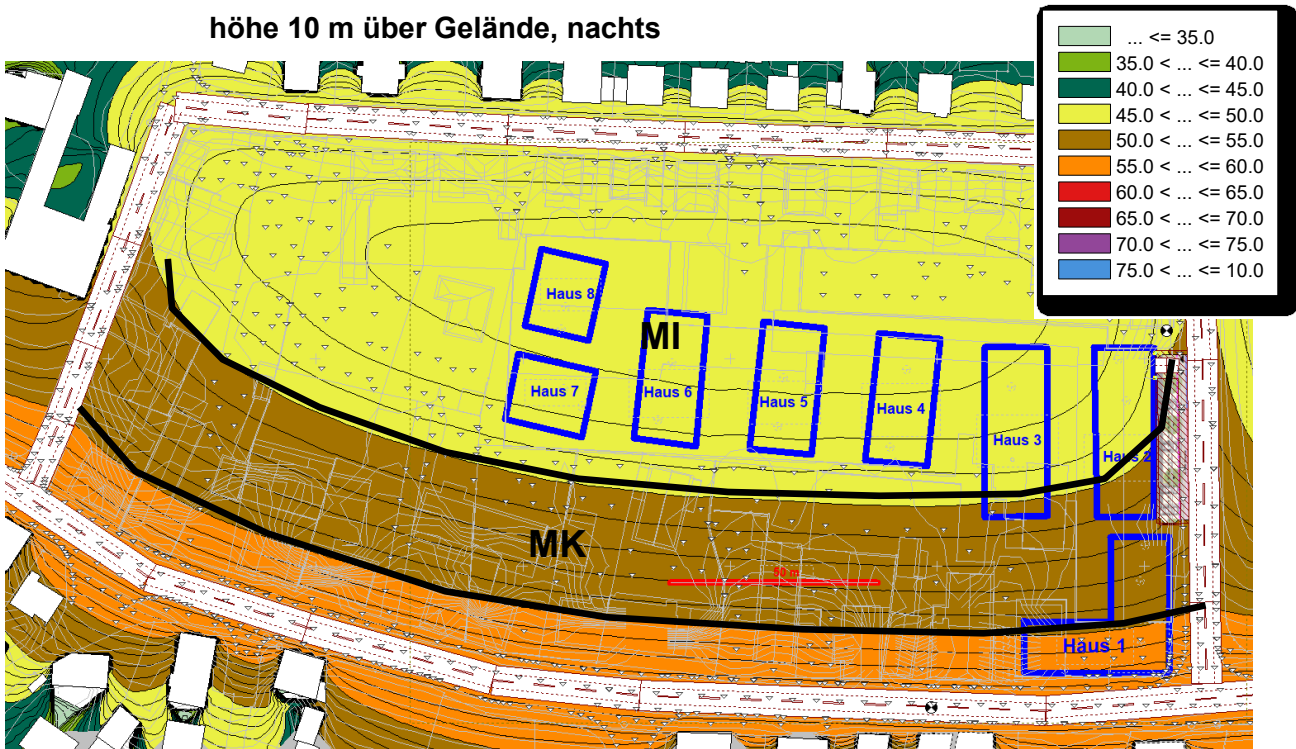 höhe 10 m über Gelände, nachts
... <= 35.0
35.0 < ... <= 40.0
40.0 < ... <= 45.0
45.0 < ... <= 50.0
50.0 < ... <= 55.0
55.0 < ... <= 60.0
60.0 < ... <= 65.0
65.0 < ... <= 70.0
70.0 < ... <= 75.0
75.0 < ... <= 10.0
Haus 8
MI
Haus 7
Haus 6
Haus 5
Haus 4
Haus 3
Haus 2
MK
50 m
Haus 1